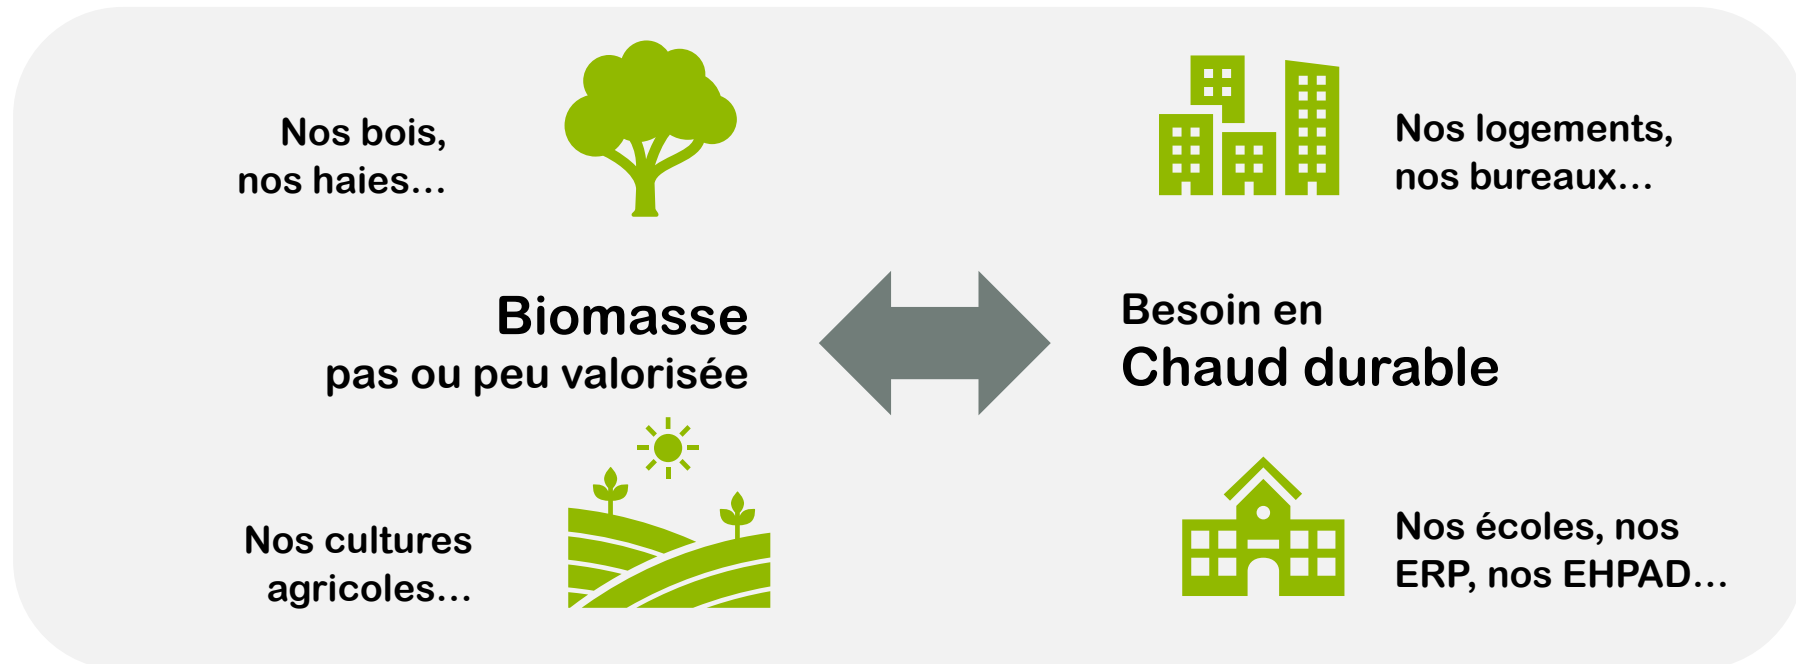 Nos bois,
nos haies…
Nos logements,
nos bureaux…
Biomasse
pas ou peu valorisée
Besoin en
Chaud durable
Nos cultures
agricoles…
Nos écoles, nos
ERP, nos EHPAD…